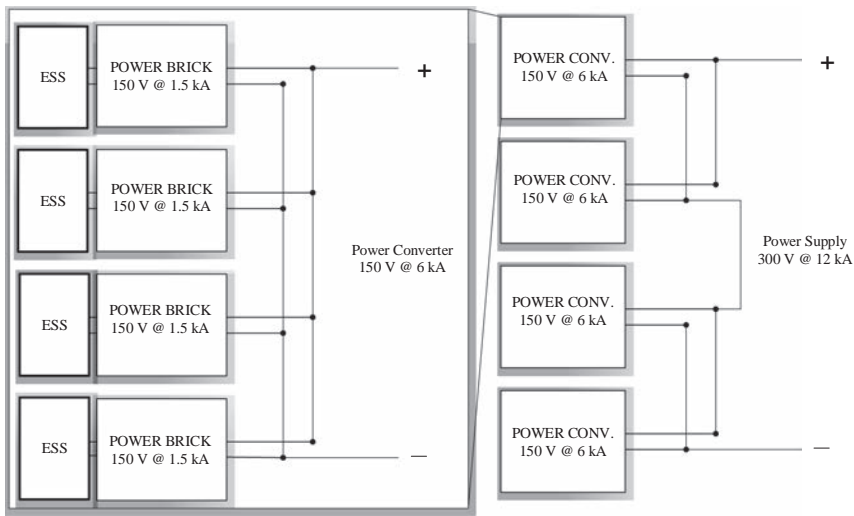 ESS
POWER BRICK
150 V @ 1.5 kA
+
ESS
POWER BRICK
150 V @ 1.5 kA
ESS
POWER BRICK
150 V @ 1.5 kA
ESS
POWER BRICK
150 V @ 1.5 kA
—
Power Converter
150 V @ 6 kA
POWER CONV.
150 V @ 6 kA
+
POWER CONV.
150 V @ 6 kA
POWER CONV.
150 V @ 6 kA
POWER CONV.
150 V @ 6 kA
—
Power Supply
300 V @ 12 kA